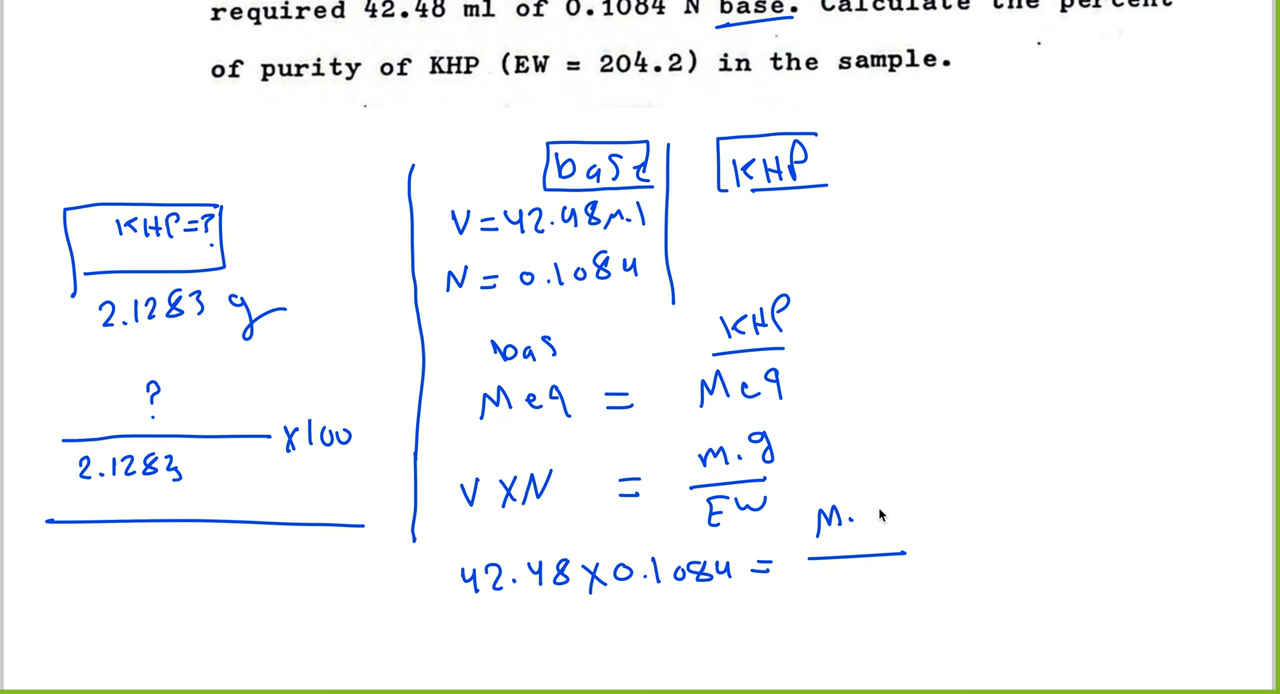 required 42.48 ml of 0.1084 N base. Calculate the percent
of purity of KHP (EW = 204.2) in the sample.
KHP=?
2.1283 g
?
2.1283
x100
base
V=42.48m.l
N = 0.1084
KHP
bas
KHP
Meq = Meq
V X N = m.g
EW
42.48 X 0.1084 = M.